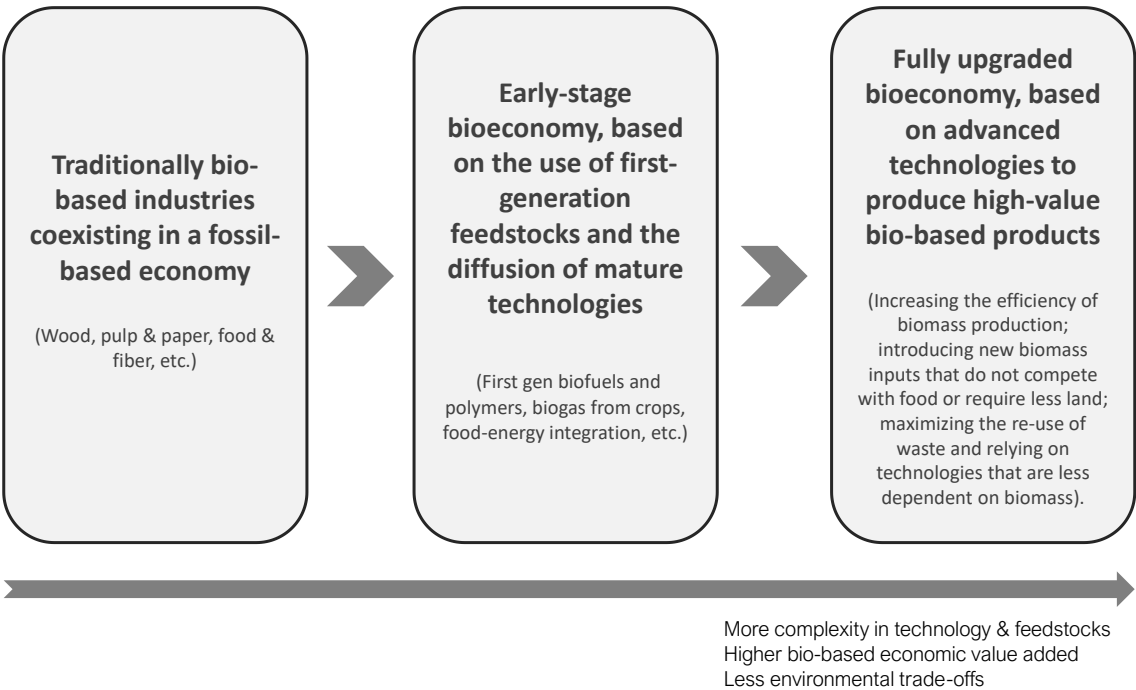 Traditionally bio-
based industries
coexisting in a fossil-
based economy
(Wood, pulp & paper, food &
fiber, etc.)
Early-stage
bioeconomy, based
on the use of first-
generation
feedstocks and the
diffusion of mature
technologies
(First gen biofuels and
polymers, biogas from crops,
food-energy integration, etc.)
Fully upgraded
bioeconomy, based
on advanced
technologies to
produce high-value
bio-based products
(Increasing the efficiency of
biomass production;
introducing new biomass
inputs that do not compete
with food or require less land;
maximizing the re-use of
waste and relying on
technologies that are less
dependent on biomass).
More complexity in technology & feedstocks
Higher bio-based economic value added
Less environmental trade-offs